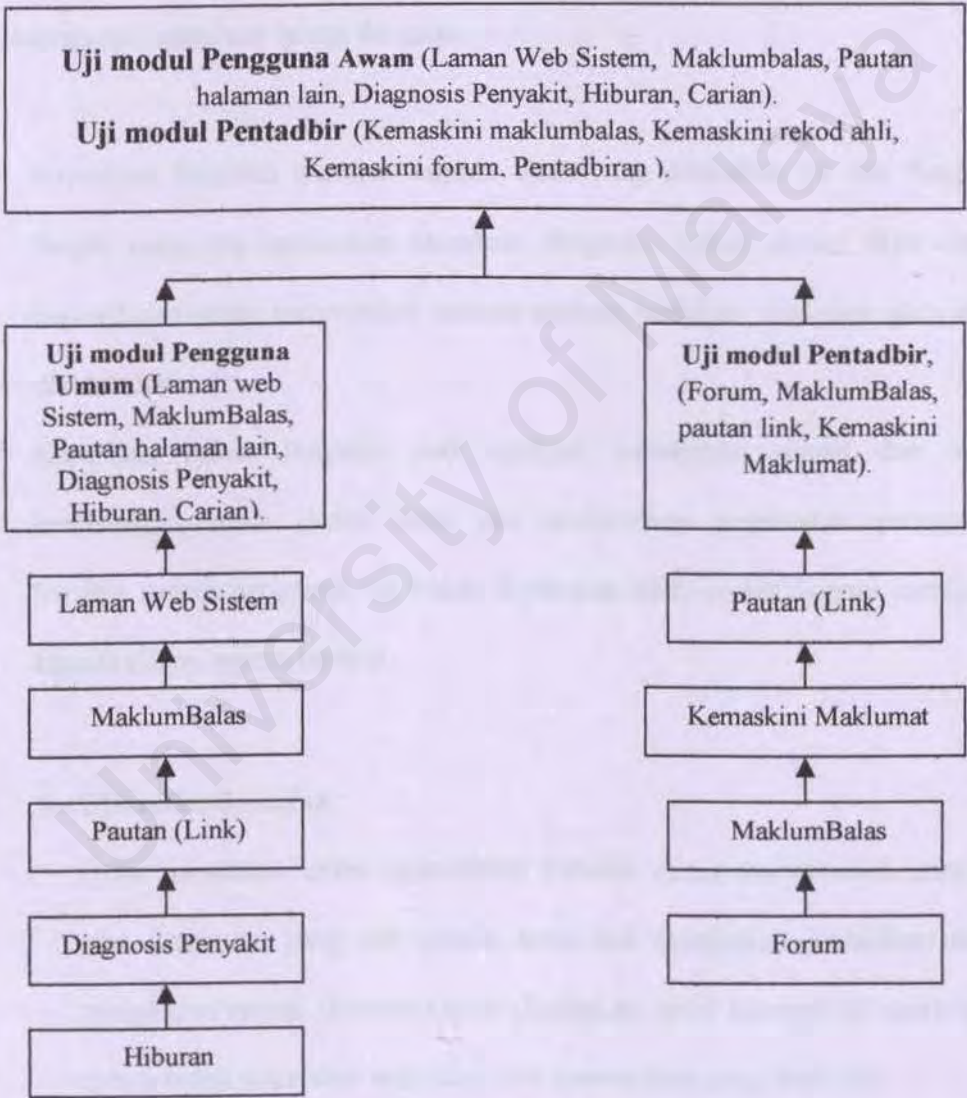 Uji modul Pengguna Awam (Laman Web Sistem, Maklumbalas, Pautan
halaman lain, Diagnosis Penyakit, Hiburan, Carian).
Uji modul Pentadbir (Kemaskini maklumbalas, Kemaskini rekod ahli,
Kemaskini forum. Pentadbiran ).
Uji modul Pengguna
Umum (Laman web
Sistem, MaklumBalas,
Pautan halaman lain,
Diagnosis Penyakit,
Hiburan. Carian).
Uji modul Pentadbir,
(Forum, MaklumBalas,
pautan link, Kemaskini
Maklumat).
Laman Web Sistem
MaklumBalas
Pautan (Link)
Diagnosis Penyakit
Hiburan
Pautan (Link)
Kemaskini Maklumat
MaklumBalas
Forum
University of Malaya